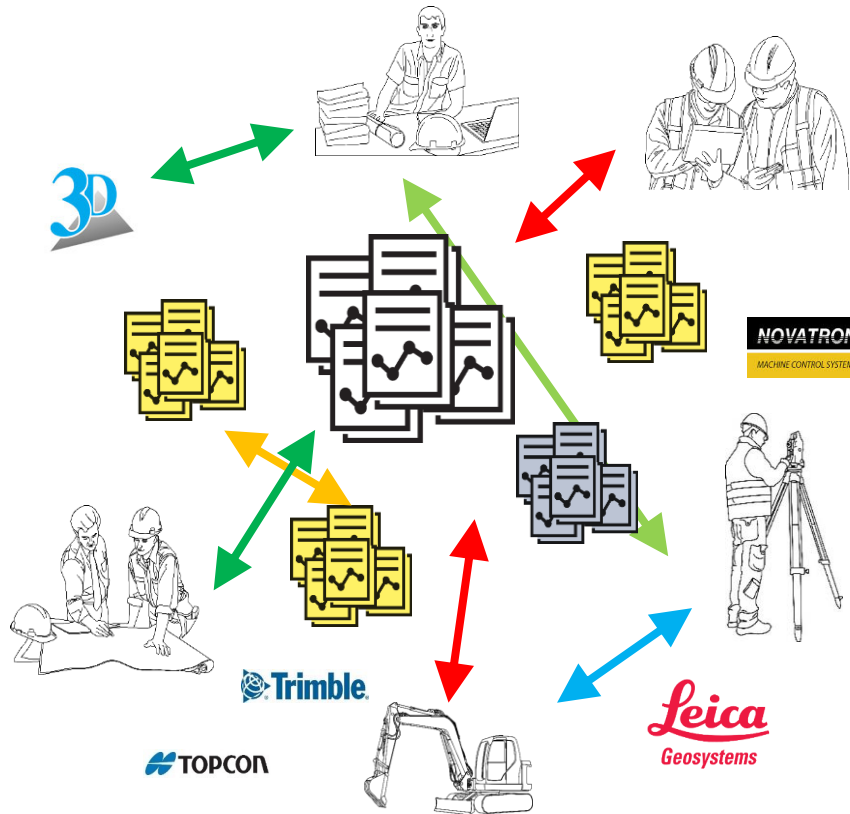 3D
NOVATRON
MACHINE CONTROL SYSTEM
Trimble
TOPCON
Leica
Geosystems